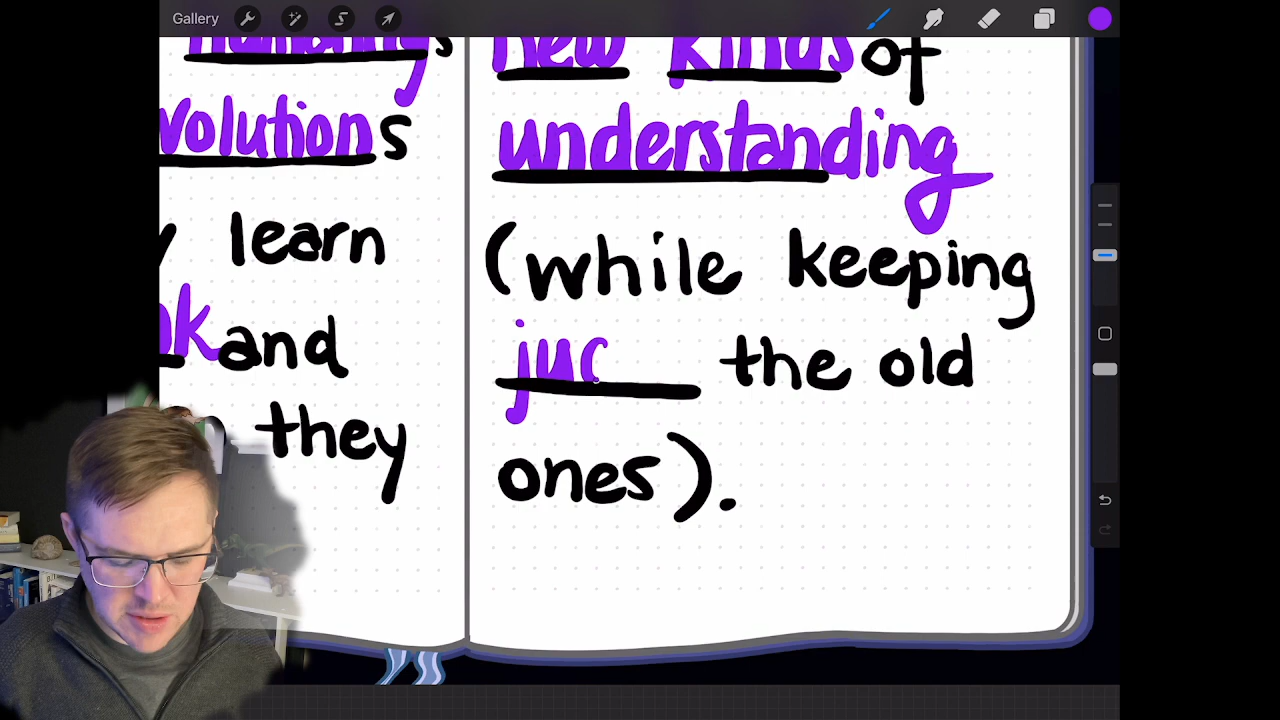 Gallery
new kinds of
volutions
understanding
learn
(while keeping
and
juc the old
they
ones).